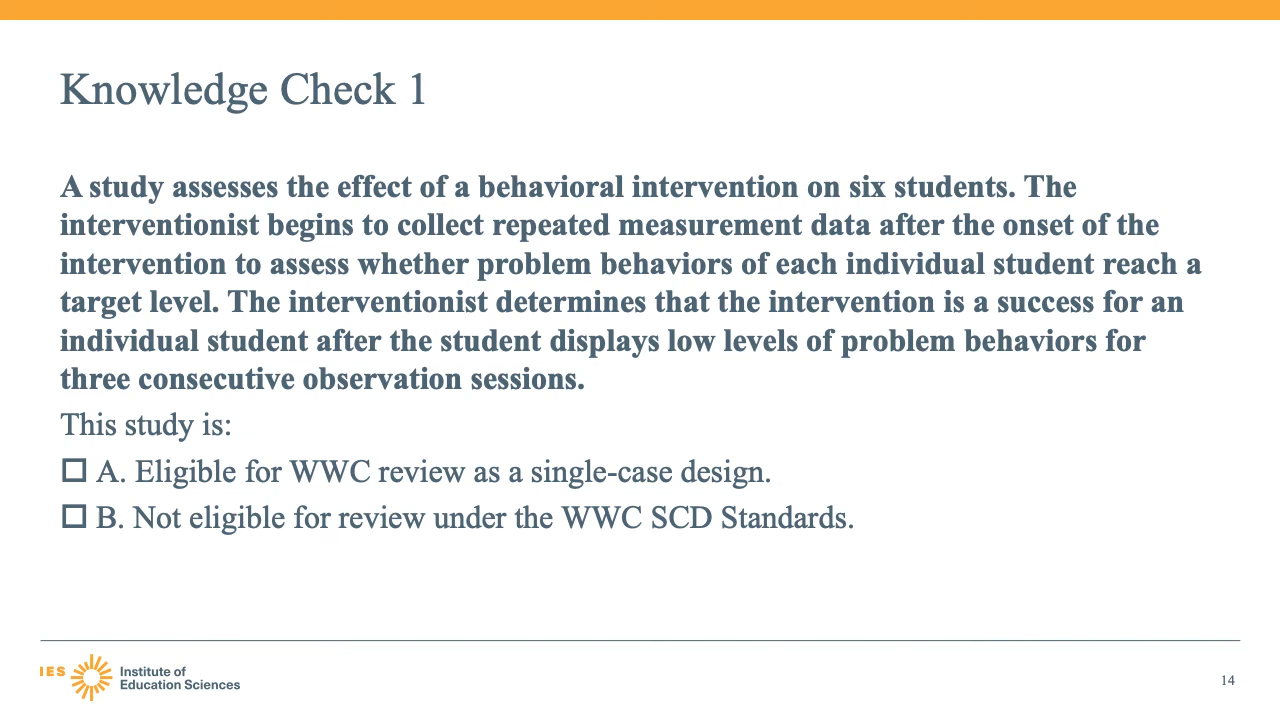 Knowledge Check 1
A study assesses the effect of a behavioral intervention on six students. The
interventionist begins to collect repeated measurement data after the onset of the
intervention to assess whether problem behaviors of each individual student reach a
target level. The interventionist determines that the intervention is a success for an
individual student after the student displays low levels of problem behaviors for
three consecutive observation sessions.
This study is:
A. Eligible for WWC review as a single-case design.
B. Not eligible for review under the WWC SCD Standards.
IES
Institute of
Education Sciences
14